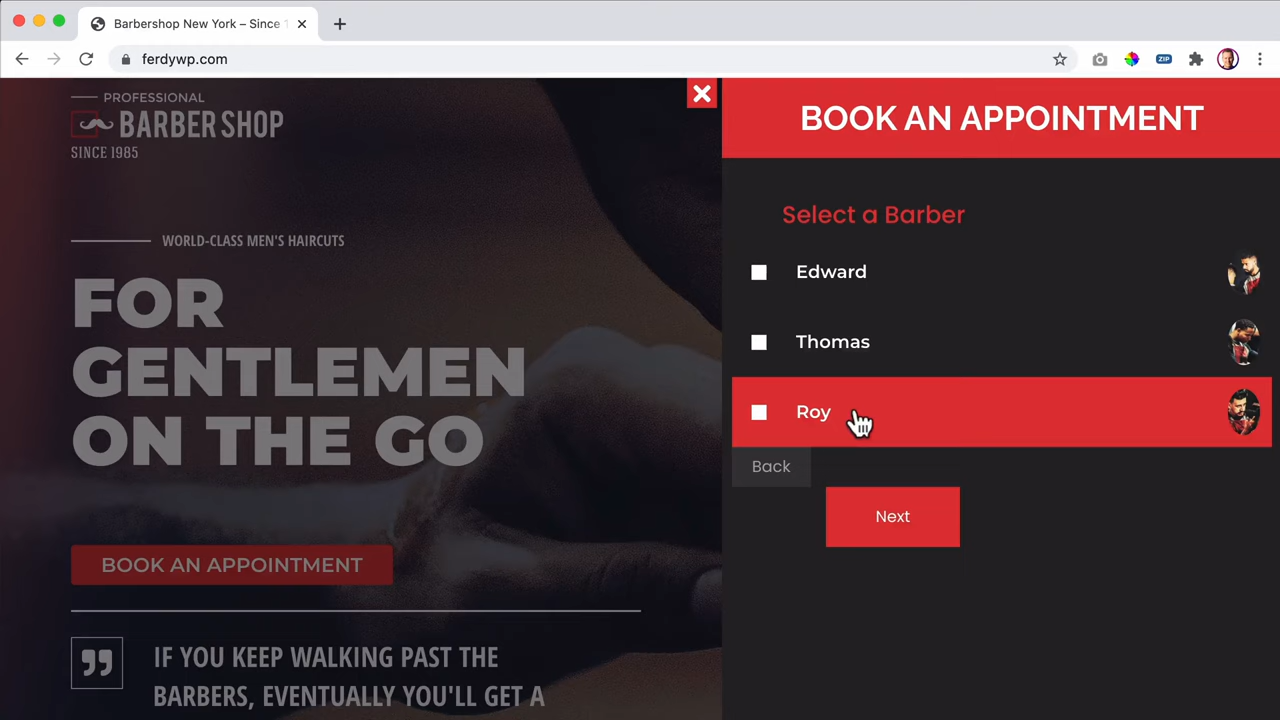 Barbershop New York – Since
ferdywp.com
ZIP
PROFESSIONAL
BARBER SHOP
SINCE 1985
WORLD-CLASS MEN'S HAIRCUTS
FOR
GENTLEMEN
ON THE GO
BOOK AN APPOINTMENT
IF YOU KEEP WALKING PAST THE
BARBERS, EVENTUALLY YOU'LL GET A
BOOK AN APPOINTMENT
Select a Barber
Edward
Thomas
Roy
Back
Next